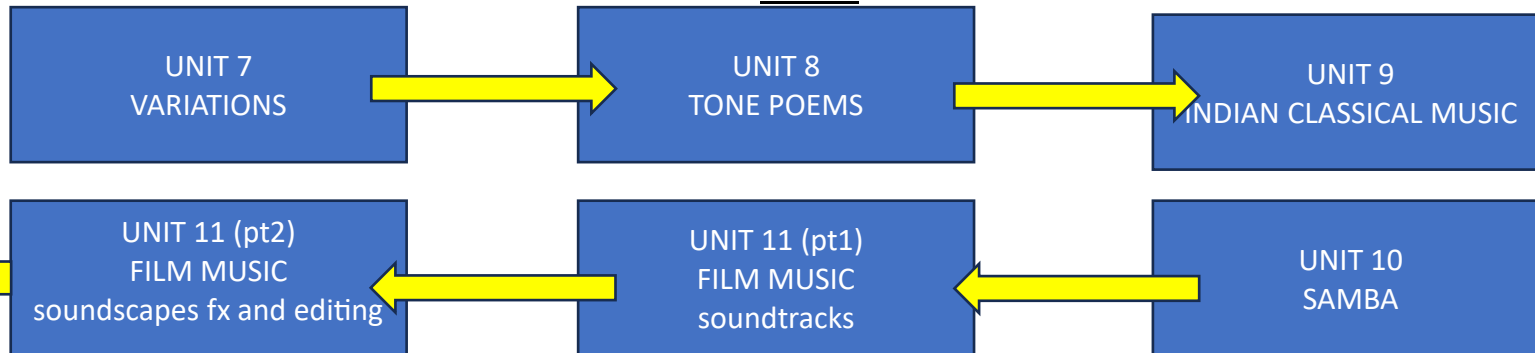 UNIT 7
VARIATIONS
UNIT 8
TONE POEMS
UNIT 9
INDIAN CLASSICAL MUSIC
UNIT 11 (pt2)
FILM MUSIC
soundscapes fx and editing
UNIT 11 (pt1)
FILM MUSIC
soundtracks
UNIT 10
SAMBA